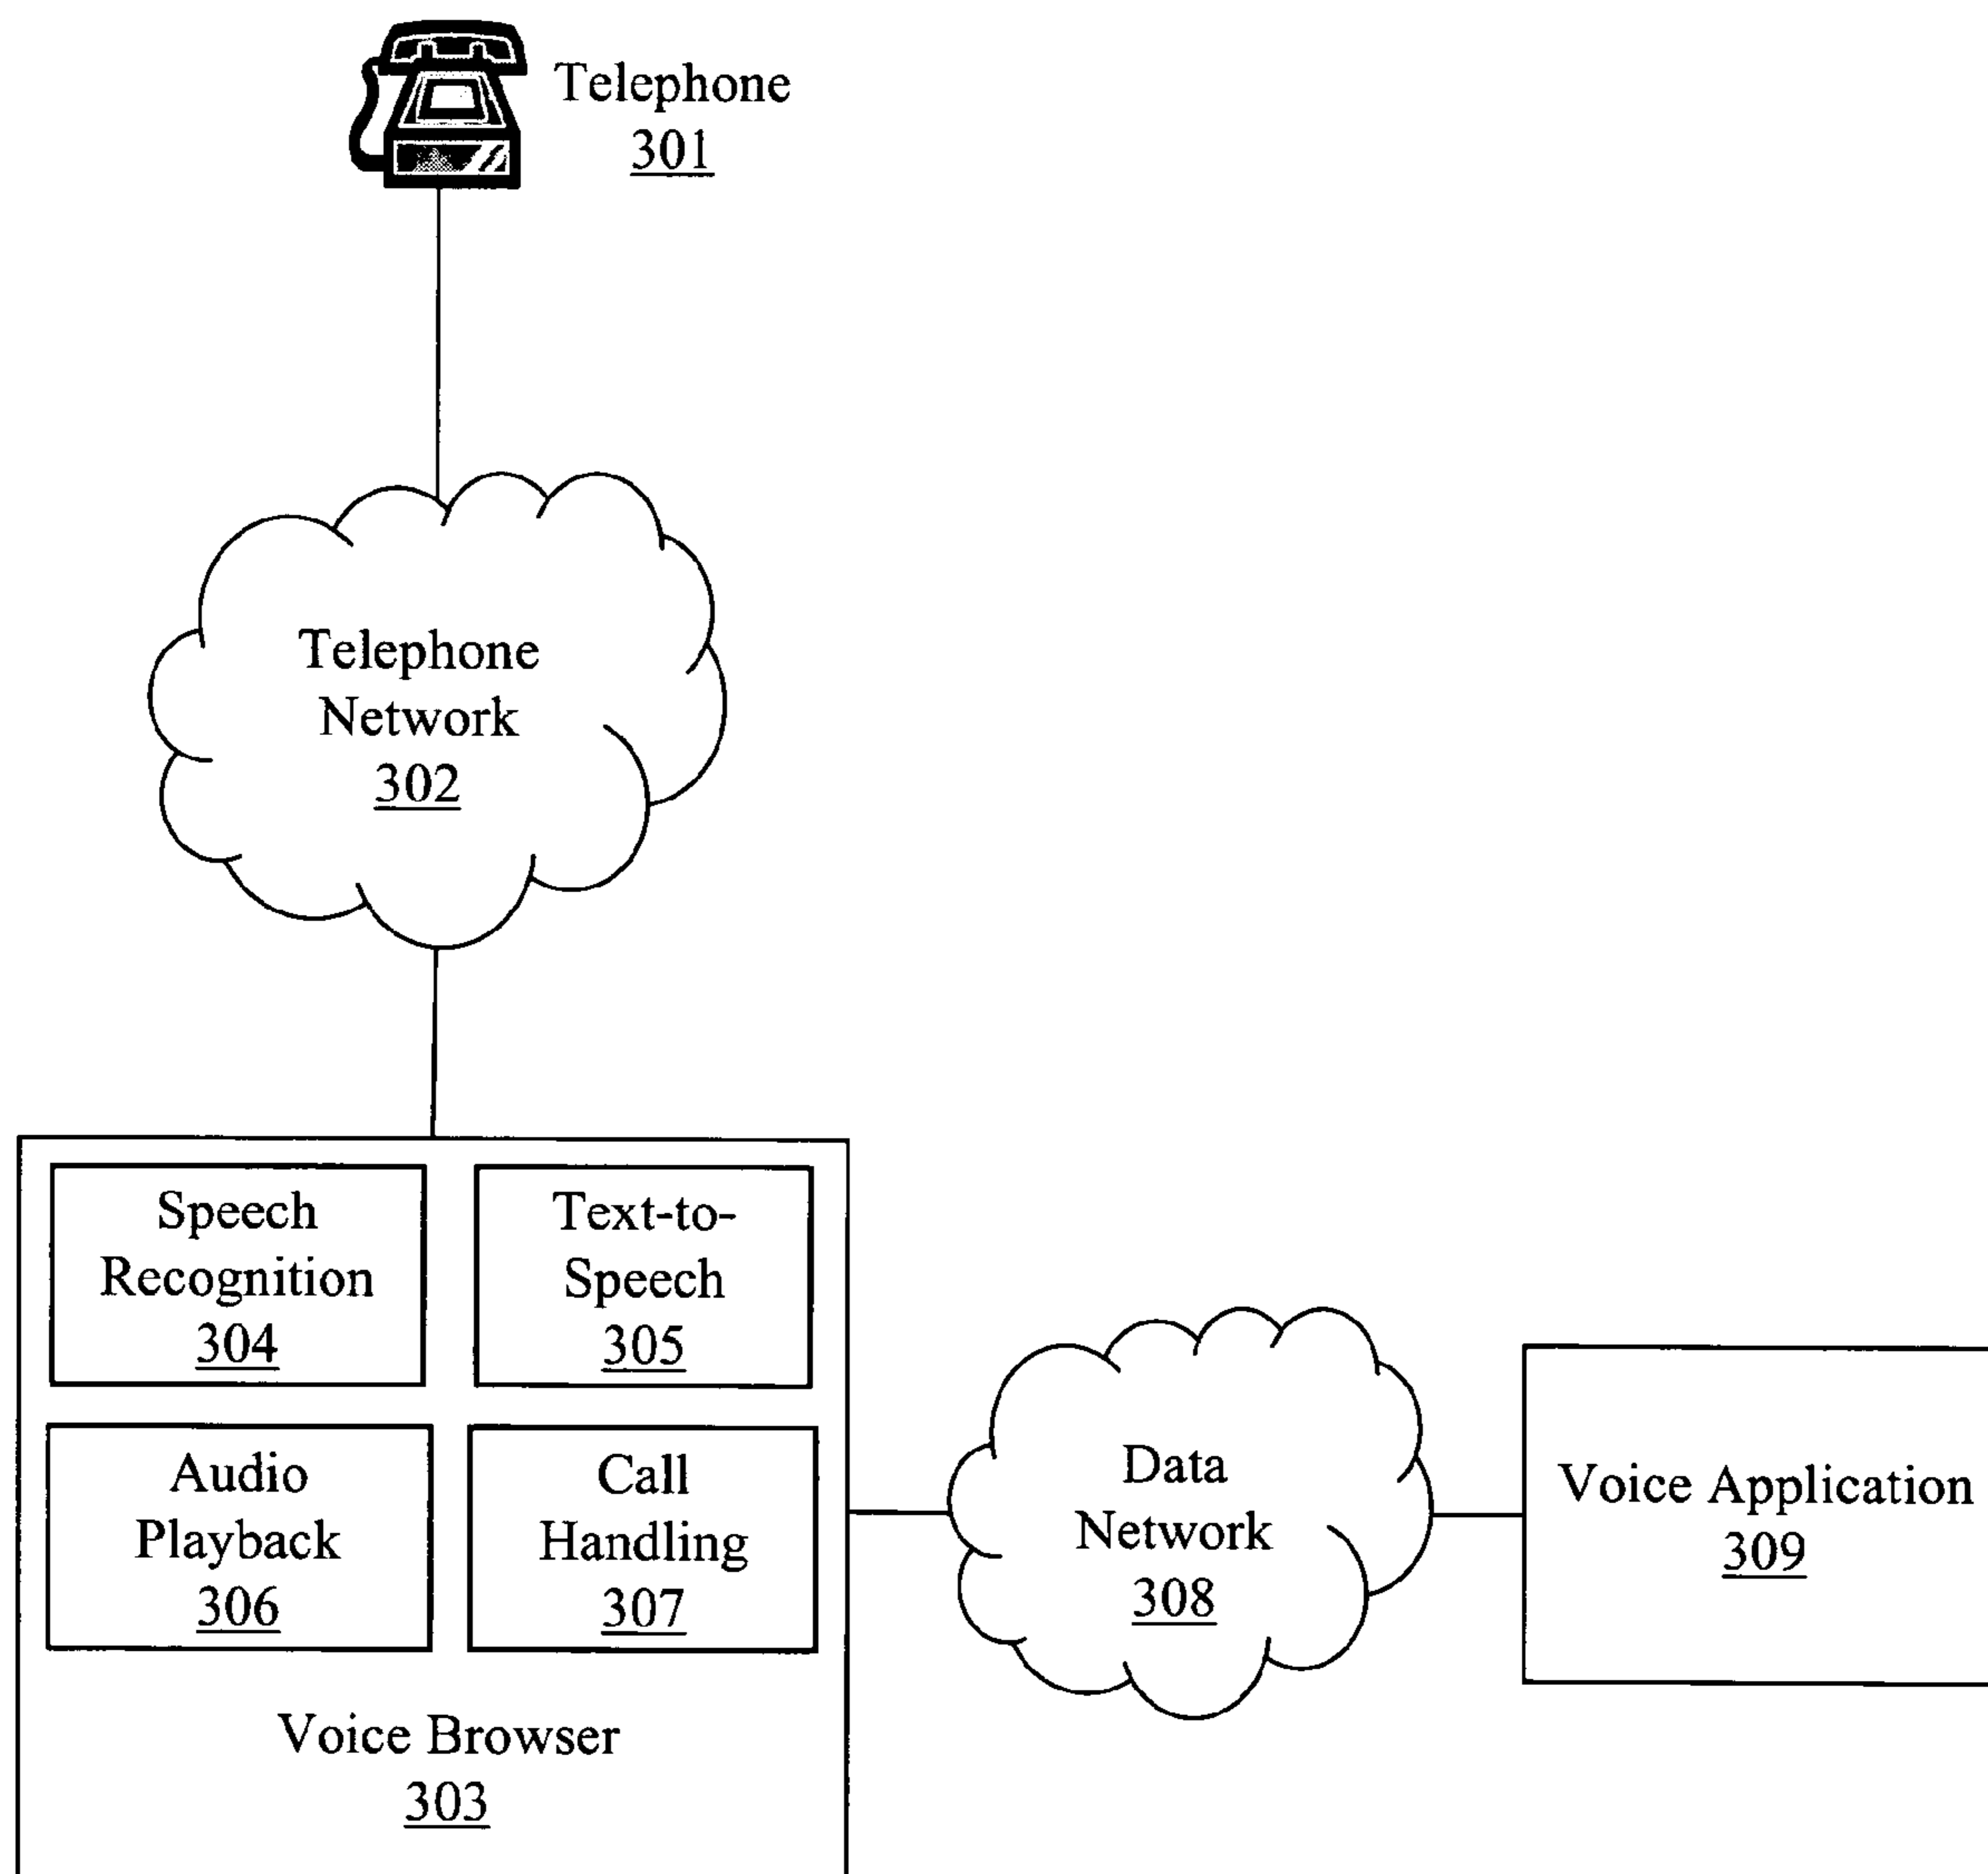 Telephone
301
Telephone
Network
302
Speech
Recognition
304
Text-to-
Speech
305
Audio
Playback
306
Call
Handling
307
Voice Browser
303
Data
Network
308
Voice Application
309